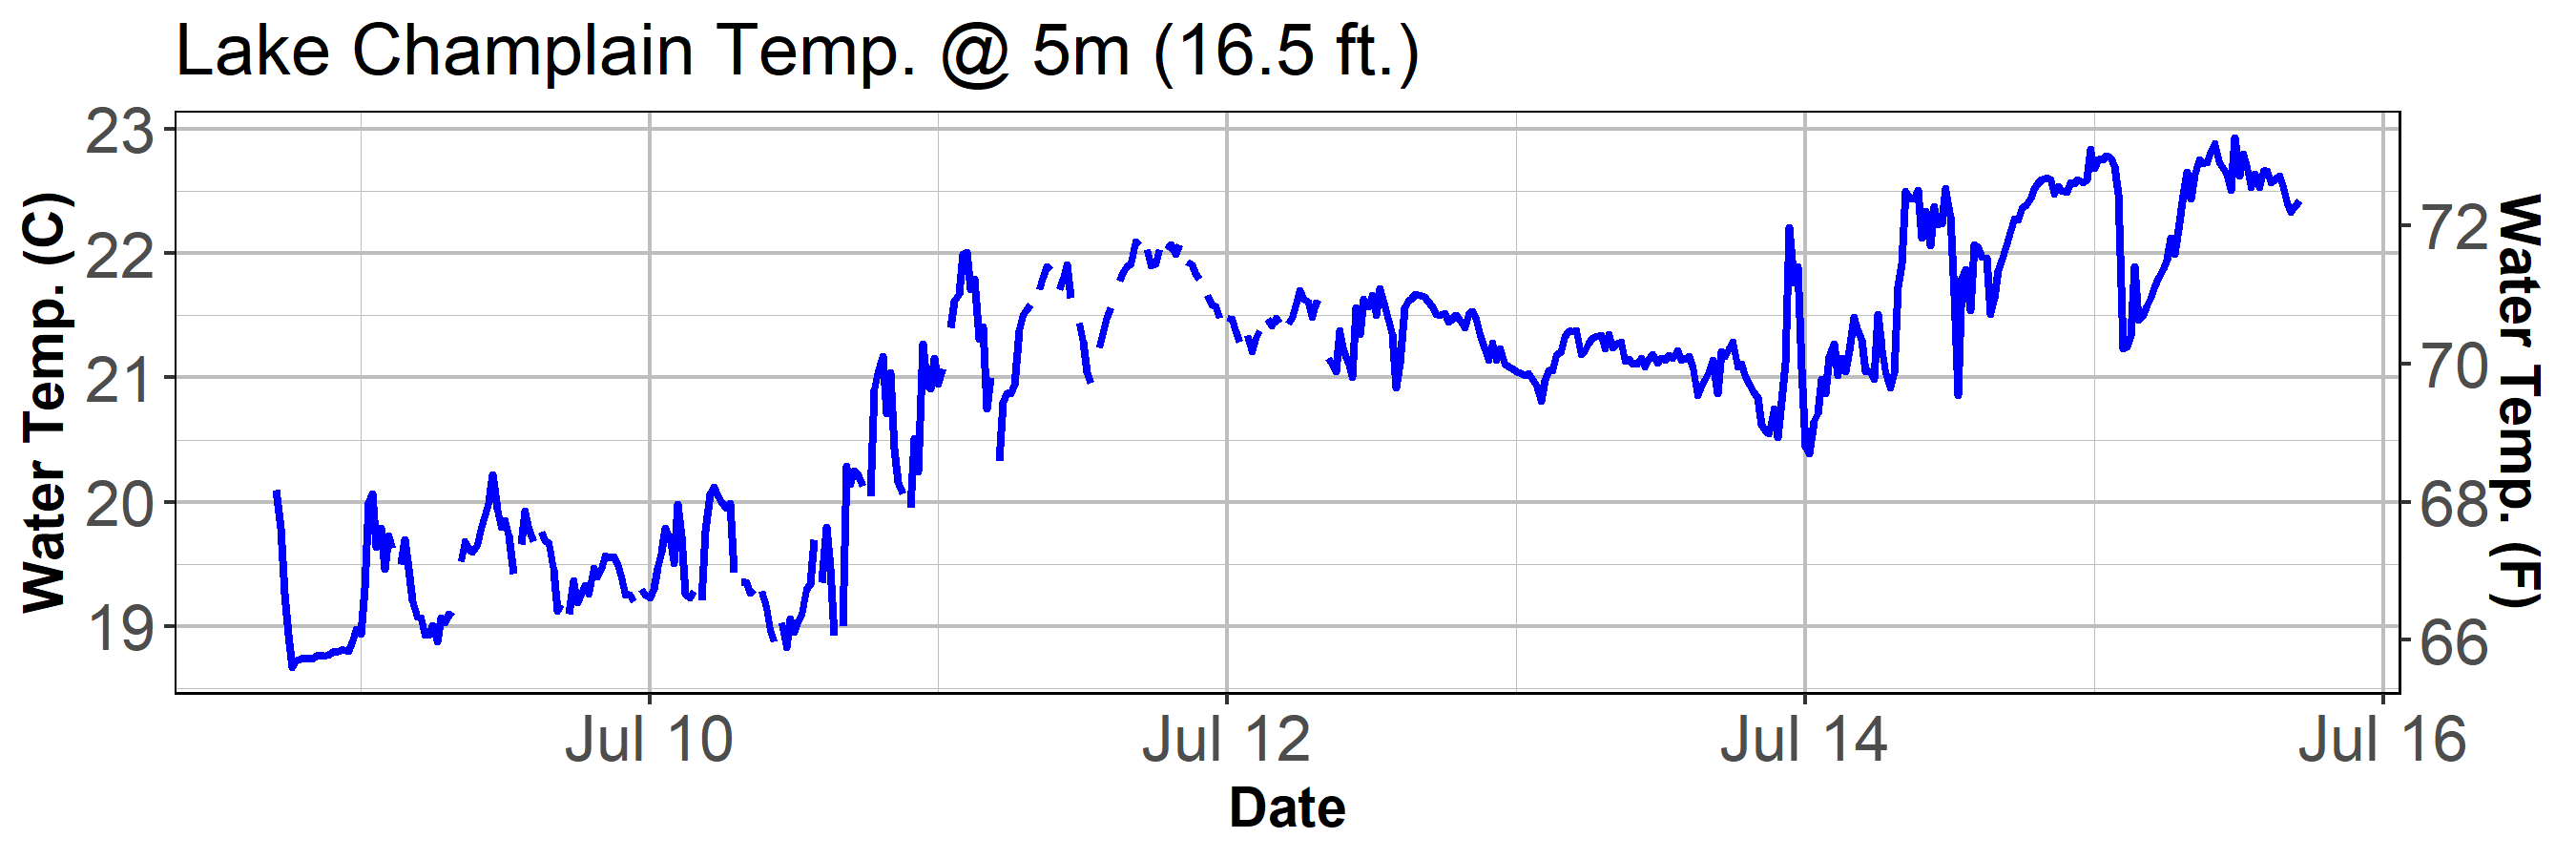 Lake Champlain Temp. @ 5m (16.5 ft.)
23
22
21
20
19
Water Temp. (C)
72
70
68
66
Water Temp. (F)
Jul 10
Jul 12
Jul 14
Jul 16
Date